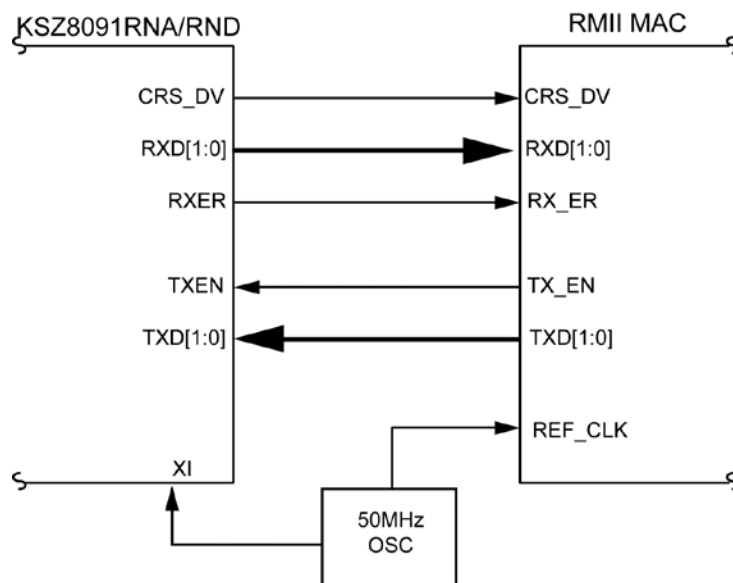 KSZ8091RNA/RND
RMII MAC
CRS_DV
CRS_DV
RXD[1:0]
RXD[1:0]
RXER
RX_ER
TXEN
TX_EN
TXD[1:0]
TXD[1:0]
REF_CLK
XI
50MHz
OSC